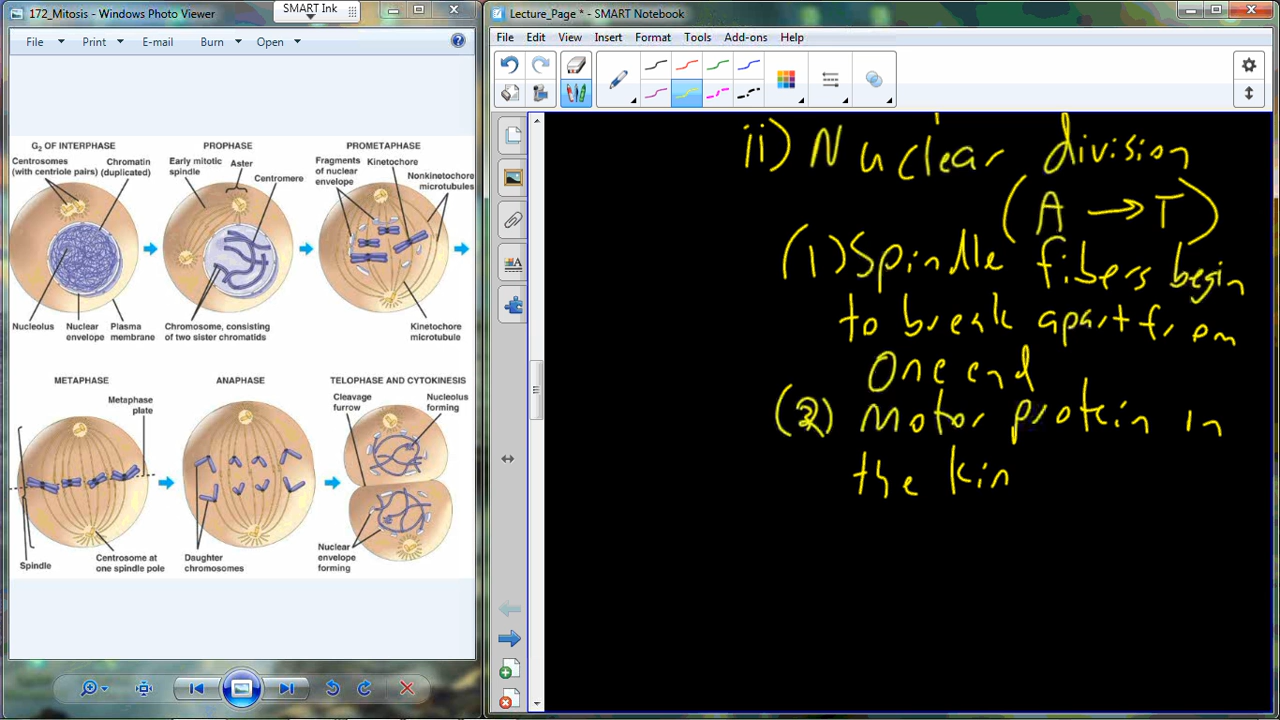 172_Mitosis - Windows Photo Viewer
SMART Ink
File Print E-mail Burn Open
G2 OF INTERPHASE
PROPHASE
PROMETAPHASE
Centrosomes
(with centriole pairs)
Chromatin
(duplicated)
Early mitotic
spindle
Aster
Centromere
Fragments
of nuclear
envelope
Kinetochore
Nonkinetochore
microtubules
Nucleolus
Nuclear
envelope
Plasma
membrane
Chromosome, consisting
of two sister chromatids
Kinetochore
microtubule
METAPHASE
ANAPHASE
TELOPHASE AND CYTOKINESIS
Metaphase
plate
Cleavage
furrow
Nucleolus
forming
Spindle
Centrosome at
one spindle pole
Daughter
chromosomes
Nuclear
envelope
forming
Lecture_Page * - SMART Notebook
File Edit View Insert Format Tools Add-ons Help
ii) Nuclear division
(A → T)
(1) Spindle fibers begin
to break apart from
One end
(2) Motor protein in
the kin